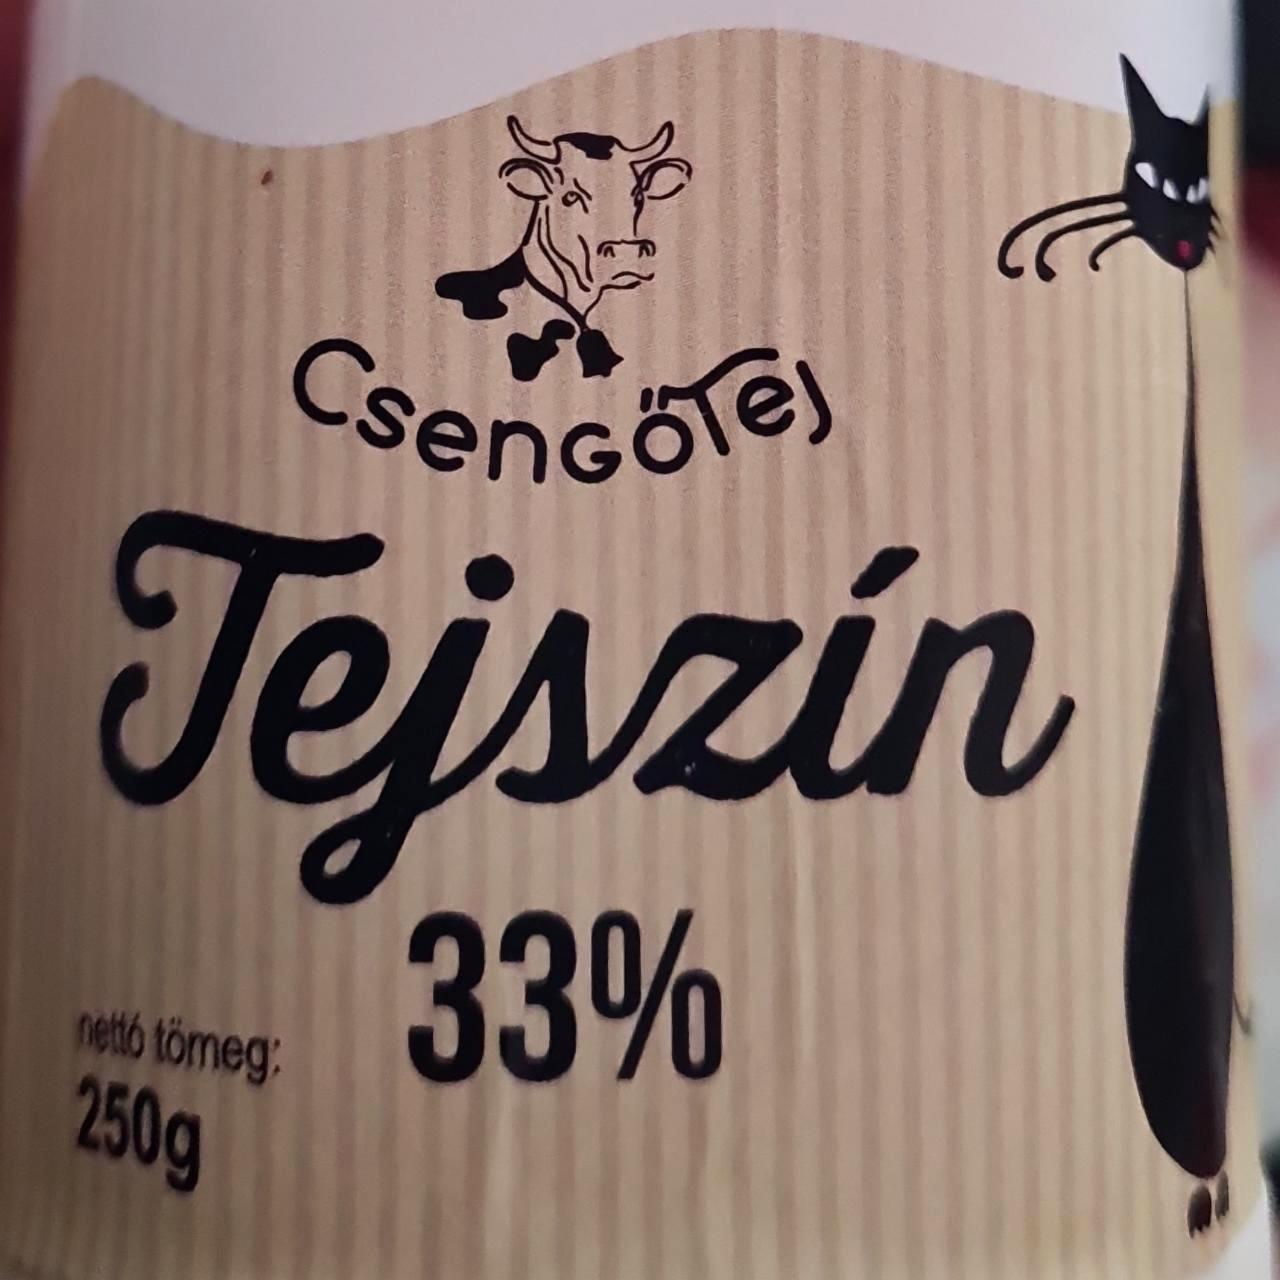 CsengőTej
Tejszín
33%
nettó tömeg:
250g